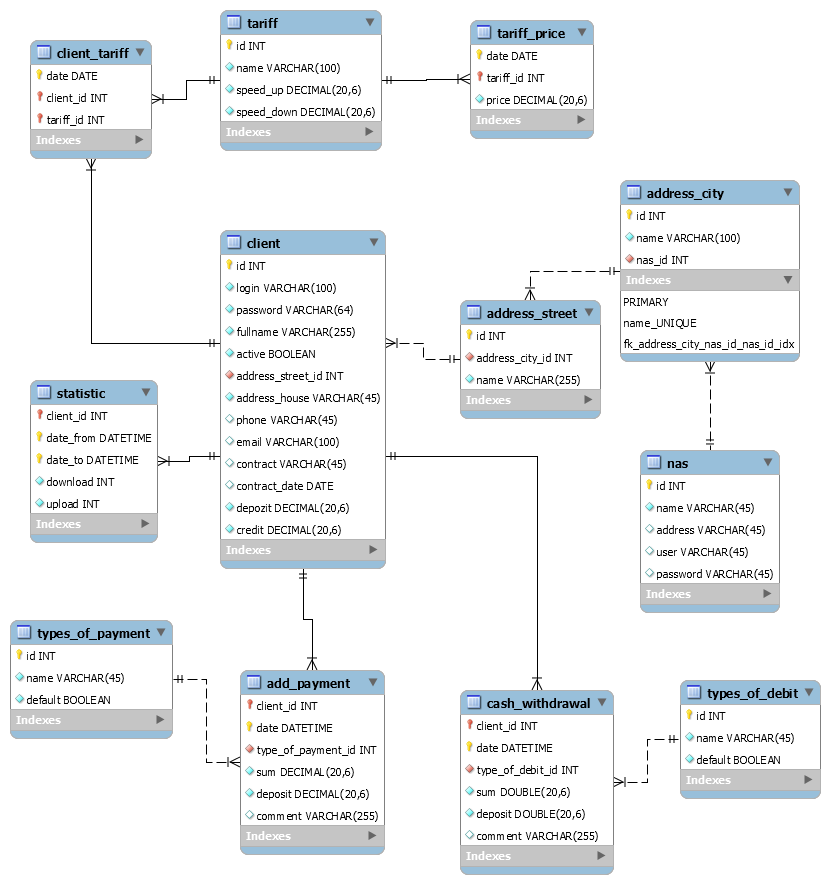 client_tariff
date DATE
client_id INT
tariff_id INT
Indexes
tariff
id INT
name VARCHAR(100)
speed_up DECIMAL(20,6)
speed_down DECIMAL(20,6)
Indexes
tariff_price
date DATE
tariff_id INT
price DECIMAL(20,6)
Indexes
address_city
id INT
name VARCHAR(100)
nas_id INT
Indexes
PRIMARY
name_UNIQUE
fk_address_city_nas_id_nas_id_idx
client
id INT
login VARCHAR(100)
password VARCHAR(64)
fullname VARCHAR(255)
active BOOLEAN
address_street_id INT
address_house VARCHAR(45)
phone VARCHAR(45)
email VARCHAR(100)
contract VARCHAR(45)
contract_date DATE
depozit DECIMAL(20,6)
credit DECIMAL(20,6)
Indexes
address_street
id INT
address_city_id INT
name VARCHAR(255)
Indexes
statistic
client_id INT
date_from DATETIME
date_to DATETIME
download INT
upload INT
Indexes
nas
id INT
name VARCHAR(45)
address VARCHAR(45)
user VARCHAR(45)
password VARCHAR(45)
Indexes
types_of_payment
id INT
name VARCHAR(45)
default BOOLEAN
Indexes
add_payment
client_id INT
date DATETIME
type_of_payment_id INT
sum DECIMAL(20,6)
deposit DECIMAL(20,6)
comment VARCHAR(255)
Indexes
cash_withdrawal
client_id INT
date DATETIME
type_of_debit_id INT
sum DOUBLE(20,6)
deposit DOUBLE(20,6)
comment VARCHAR(255)
Indexes
types_of_debit
id INT
name VARCHAR(45)
default BOOLEAN
Indexes